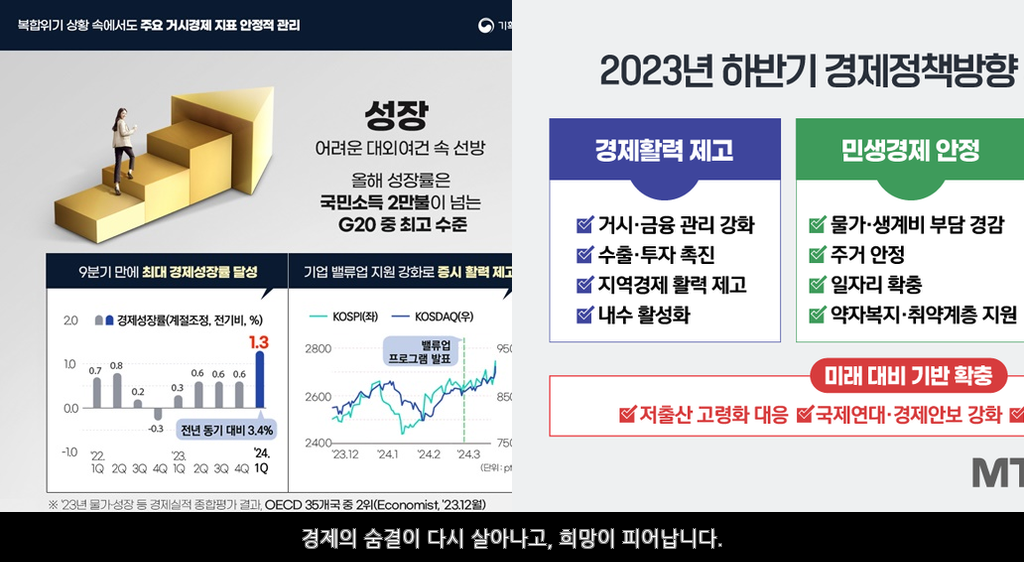 복합위기 상황 속에서도 주요 거시경제 지표 안정적 관리
성장
어려운 대외여건 속 선방
올해 성장률은
국민소득 2만불이 넘는
G20 중 최고 수준
9분기 만에 최대 경제성장률 달성
경제성장률(계절조정, 전기비, %)
2.0
1.0
0.0
-1.0
0.7
0.8
0.2
-0.3
0.3
0.6
0.6
0.6
1.3
전년 동기 대비 3.4%
'22. '23. '24.
1Q 2Q 3Q 4Q 1Q 2Q 3Q 4Q 1Q
기업 밸류업 지원 강화로 증시 활력 제고
KOSPI(좌) KOSDAQ(우)
밸류업
프로그램 발표
2800 950
2600 850
2400 750
'23.12 '24.1 '24.2 '24.3
(단위:
※ '23년 물가·성장 등 경제실적 종합평가 결과, OECD 35개국 중 2위(Economist, '23.12월)
2023년 하반기 경제정책방향
경제활력 제고
거시·금융 관리 강화
수출·투자 촉진
지역경제 활력 제고
내수 활성화
민생경제 안정
물가·생계비 부담 경감
주거 안정
일자리 확충
약자복지·취약계층 지원
미래 대비 기반 확충
저출산 고령화 대응 국제연대·경제안보 강화
경제의 숨결이 다시 살아나고, 희망이 피어납니다.